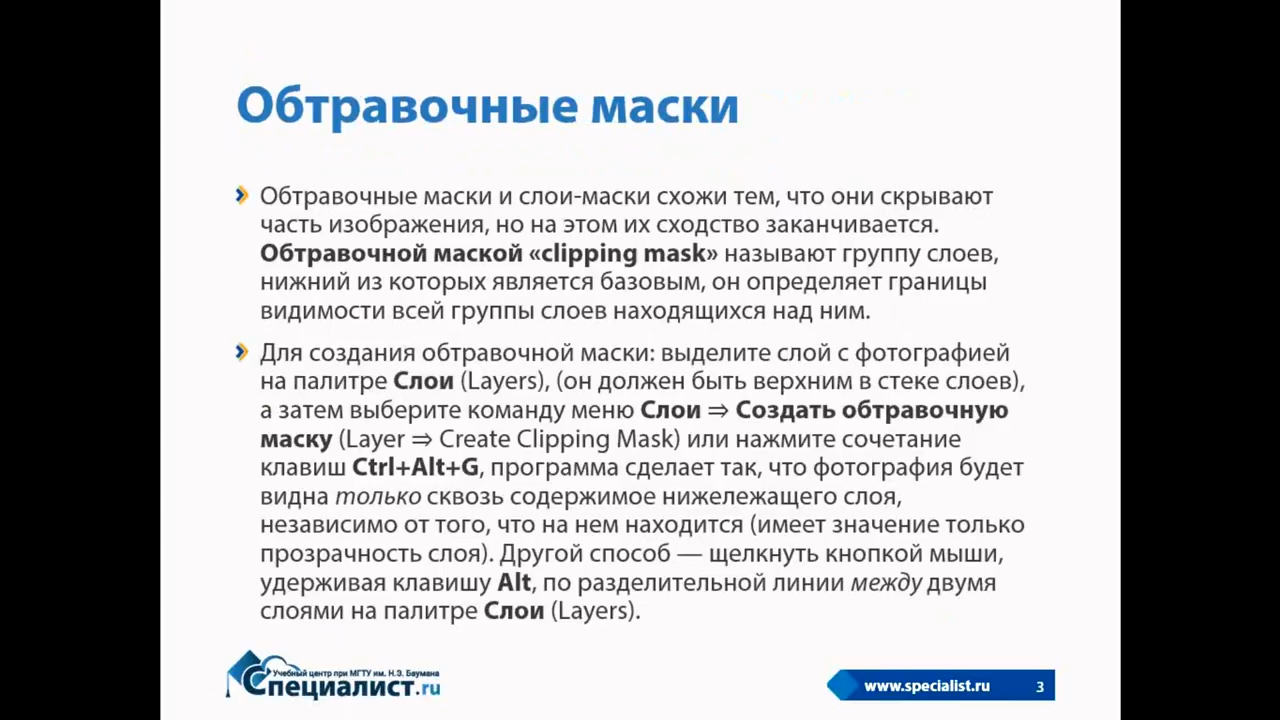 Обтравочные маски
Обтравочные маски и слои-маски схожи тем, что они скрывают
часть изображения, но на этом их сходство заканчивается.
Обтравочной маской «clipping mask» называют группу слоев,
нижний из которых является базовым, он определяет границы
видимости всей группы слоев находящихся над ним.
Для создания обтравочной маски: выделите слой с фотографией
на палитре Слои (Layers), (он должен быть верхним в стеке слоев),
а затем выберите команду меню Слои ⇒ Создать обтравочную
маску (Layer ⇒ Create Clipping Mask) или нажмите сочетание
клавиш Ctrl+Alt+G, программа сделает так, что фотография будет
видна только сквозь содержимое нижележащего слоя,
независимо от того, что на нем находится (имеет значение только
прозрачность слоя). Другой способ — щелкнуть кнопкой мыши,
удерживая клавишу Alt, по разделительной линии между двумя
слоями на палитре Слои (Layers).
Учебный центр при МГТУ им. Н.Э. Баумана
Специалист.ru
www.specialist.ru 3